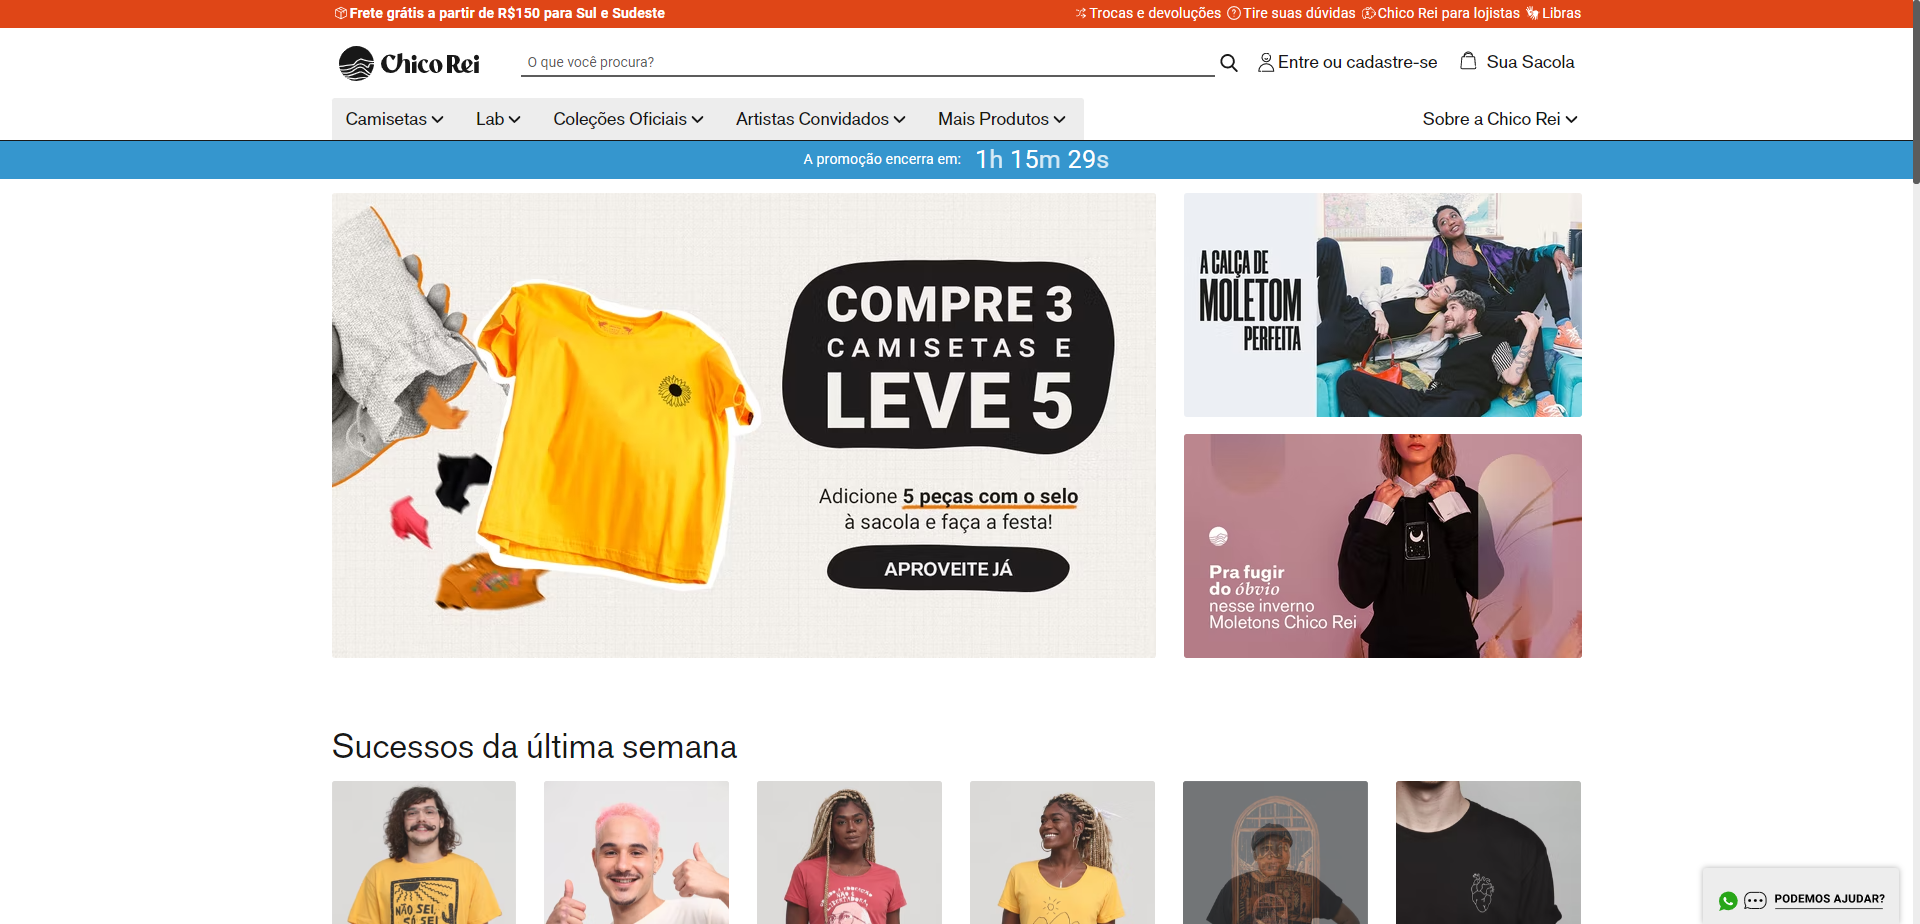 Frete grátis a partir de R$150 para Sul e Sudeste
Trocas e devoluções Tire suas dúvidas Chico Rei para lojistas Libras
Chico Rei
O que você procura?
Entre ou cadastre-se
Sua Sacola
Camisetas Lab Coleções Oficiais Artistas Convidados Mais Produtos
Sobre a Chico Rei
A promoção encerra em: 1h 15m 29s
COMPRE 3
CAMISETAS E
LEVE 5
Adicione 5 peças com o selo
à sacola e faça a festa!
APROVEITE JÁ
A CALÇA DE
MOLETOM
PERFEITA
Pra fugir
do óbvio
nesse inverno
Moletons Chico Rei
Sucessos da última semana
NÃO SEI,
SÓ SEI
PODEMOS AJUDAR?